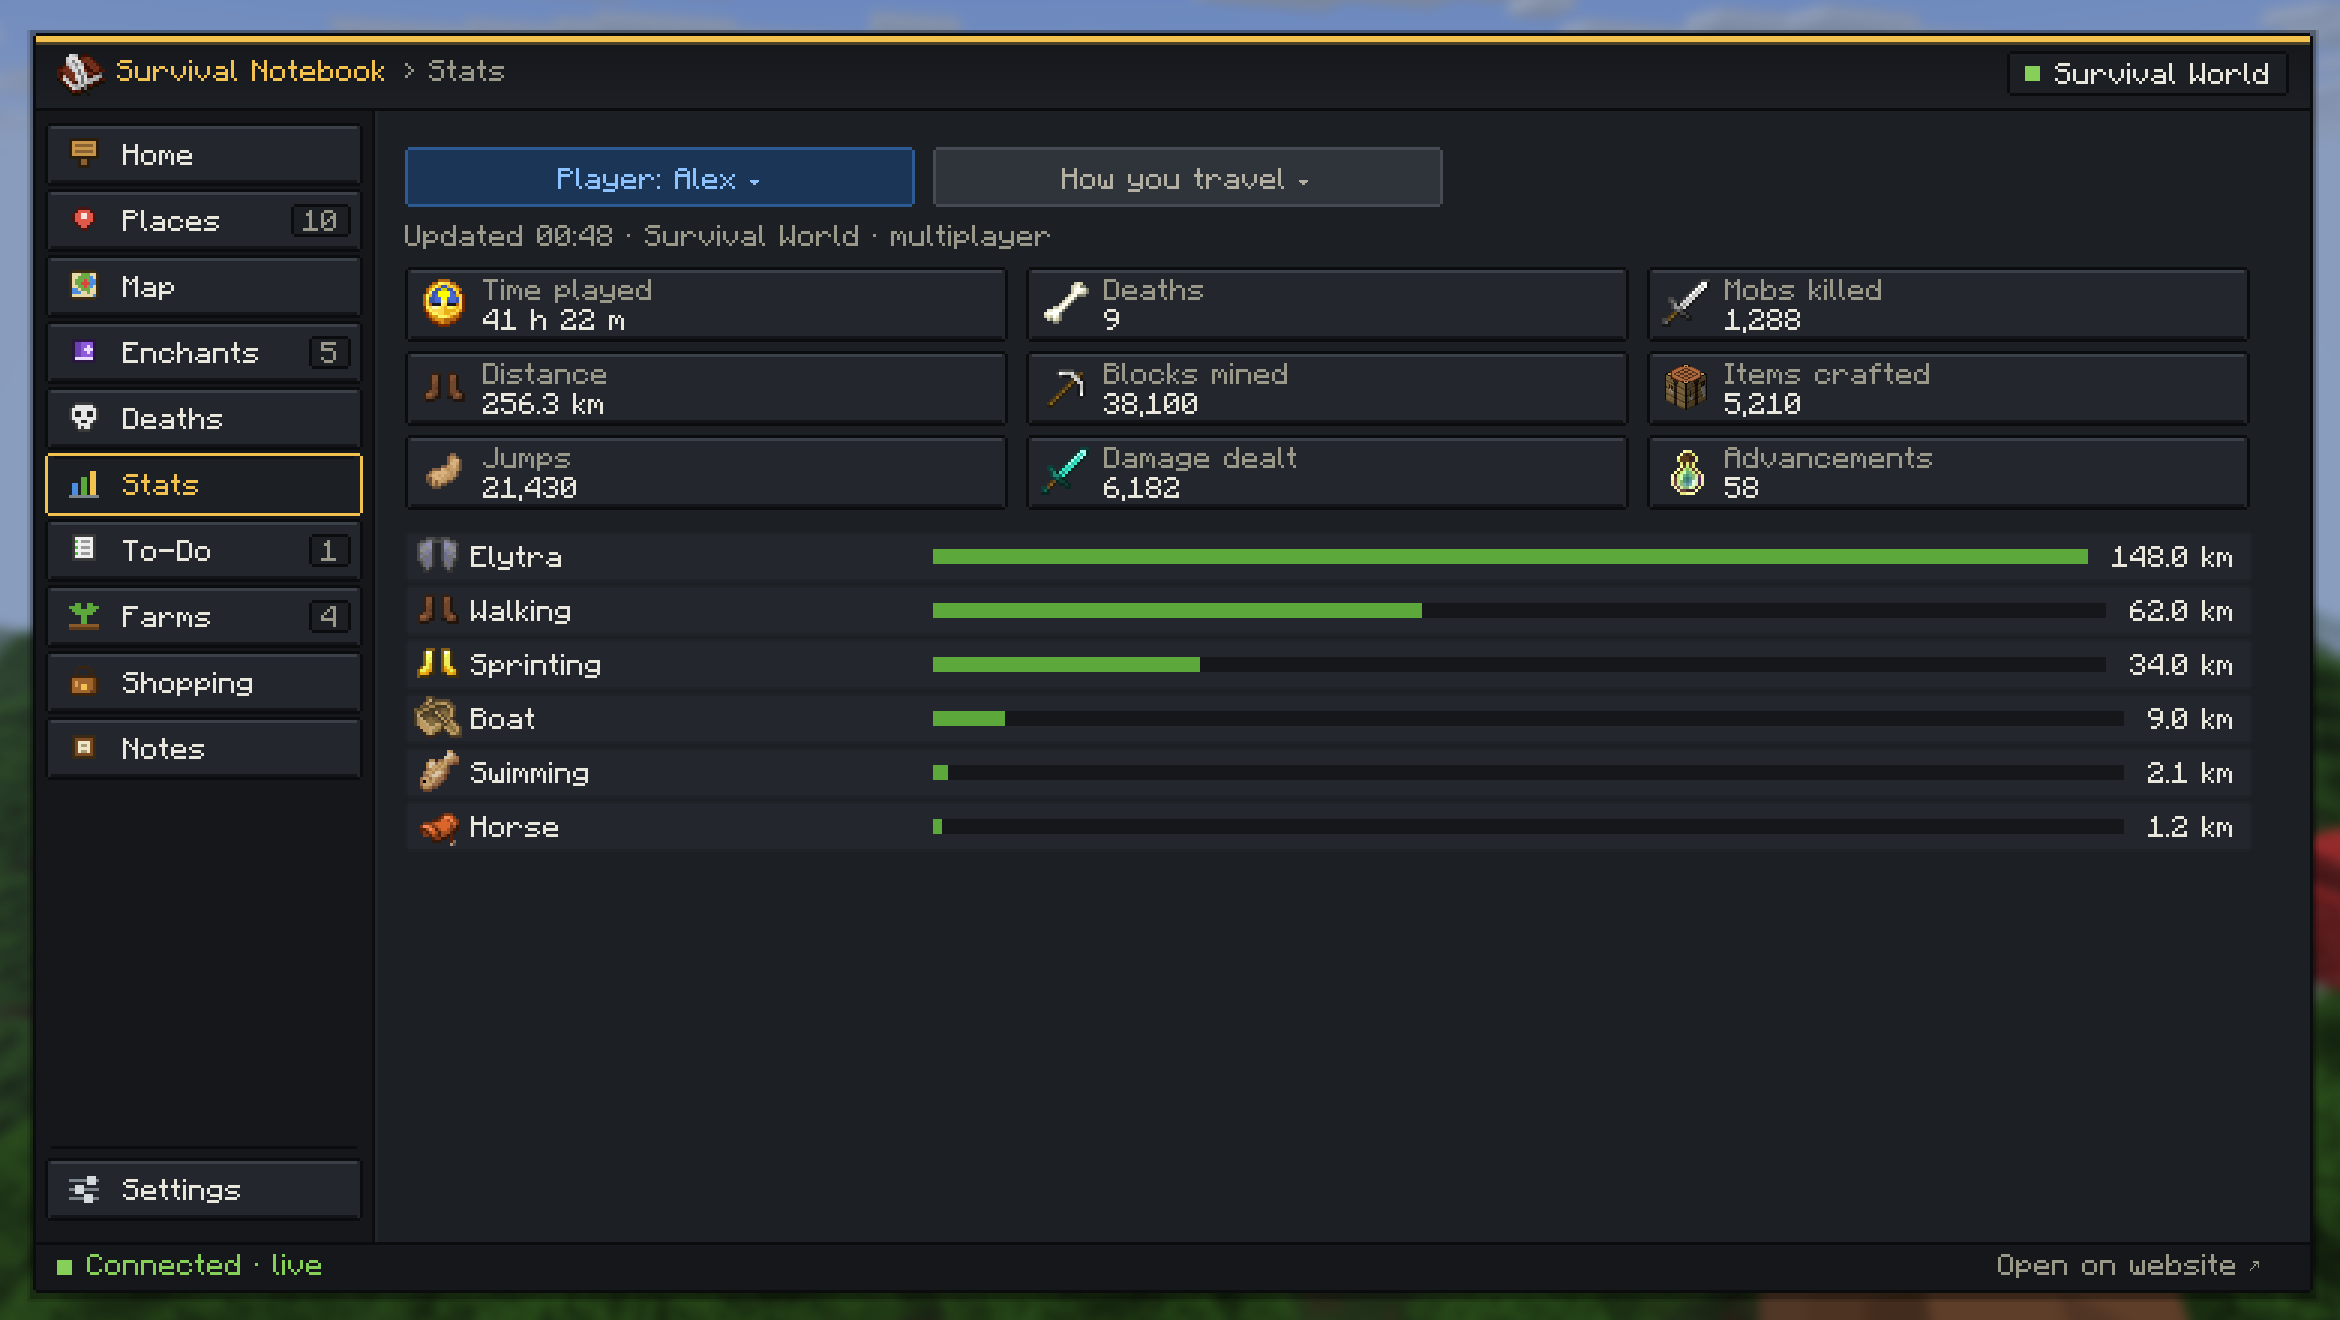 Survival Notebook > Stats
Survival World
Home
Places 10
Map
Enchants 5
Deaths
Stats
To-Do 1
Farms 4
Shopping
Notes
Settings
Player: Alex
How you travel
Updated 00:48 · Survival World · multiplayer
Time played
41 h 22 m
Deaths
9
Mobs killed
1,288
Distance
256.3 km
Blocks mined
38,100
Items crafted
5,210
Jumps
21,430
Damage dealt
6,182
Advancements
58
Elytra 148.0 km
Walking 62.0 km
Sprinting 34.0 km
Boat 9.0 km
Swimming 2.1 km
Horse 1.2 km
Connected · live
Open on website ↗